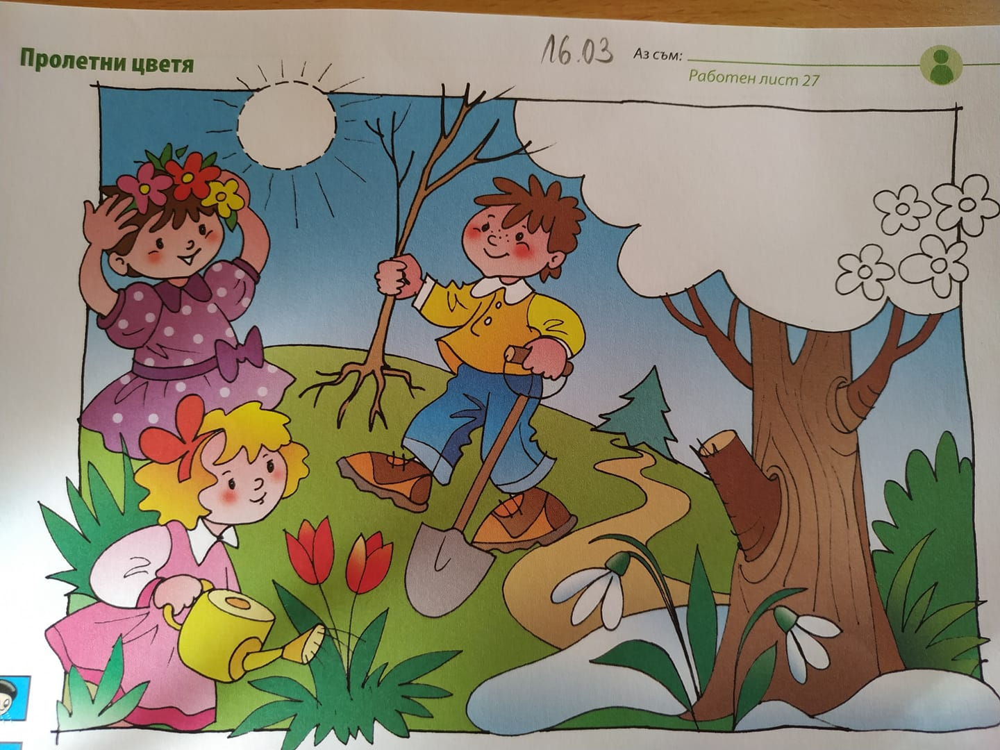 Пролетни цветя
16.03
Аз съм:
Работен лист 27